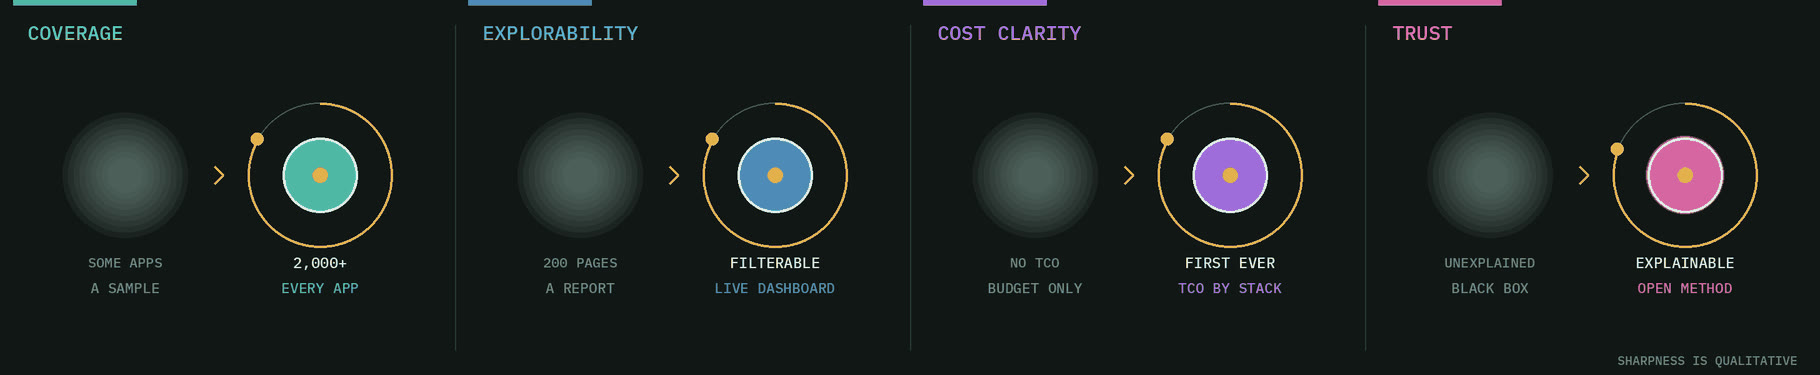 COVERAGE
SOME APPS
A SAMPLE
2,000+
EVERY APP
EXPLORABILITY
200 PAGES
A REPORT
FILTERABLE
LIVE DASHBOARD
COST CLARITY
NO TCO
BUDGET ONLY
FIRST EVER
TCO BY STACK
TRUST
UNEXPLAINED
BLACK BOX
EXPLAINABLE
OPEN METHOD
SHARPNESS IS QUALITATIVE